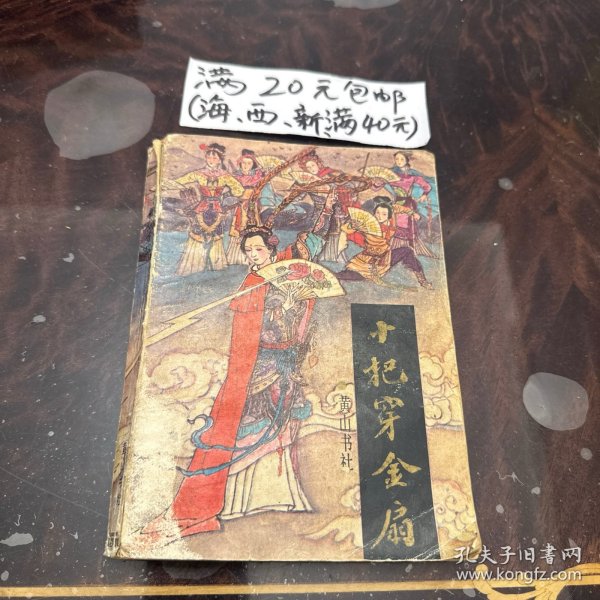 满 20元包邮
(海、西、新满40元)
十把穿金扇
黄山书社
孔夫子旧书网
www.kongfz.com